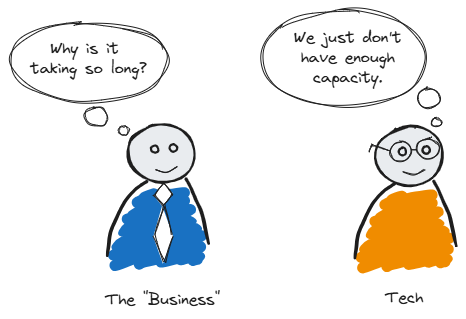 Why is it
taking so long?
We just don't
have enough
capacity.
The "Business"
Tech